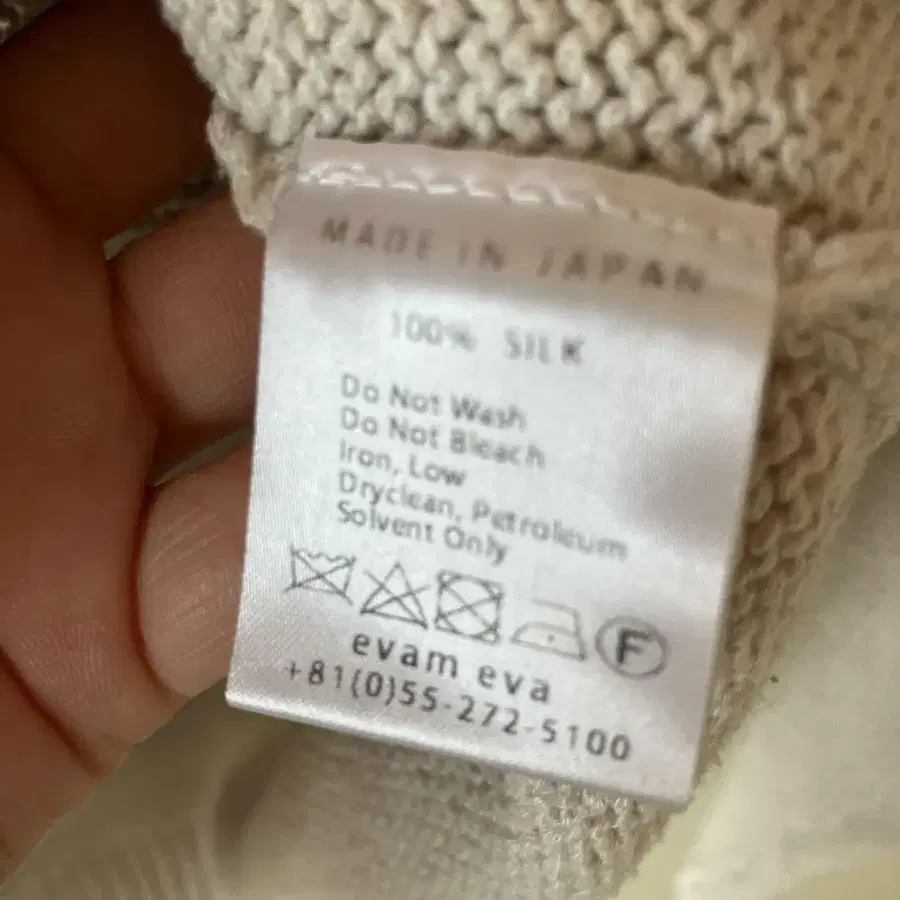 MADE IN JAPAN
100% SILK
Do Not Wash
Do Not Bleach
Iron, Low
Dryclean, Petroleum
Solvent Only
F
evam eva
+81(0)55-272-5100